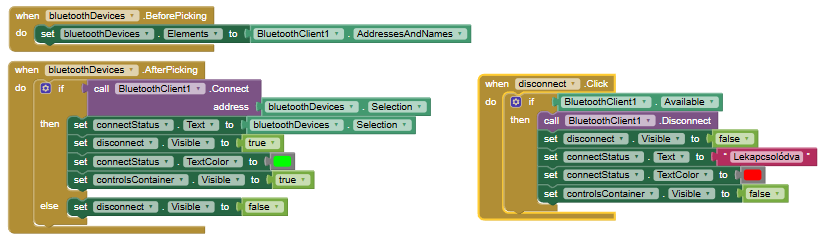 when bluetoothDevices .BeforePicking
do set bluetoothDevices . Elements to BluetoothClient1 . AddressesAndNames
when bluetoothDevices .AfterPicking
do if call BluetoothClient1 .Connect
address bluetoothDevices . Selection
then set connectStatus . Text to bluetoothDevices . Selection
set disconnect . Visible to true
set connectStatus . TextColor to
set controlsContainer . Visible to true
else set disconnect . Visible to false
when disconnect .Click
do if BluetoothClient1 . Available
then call BluetoothClient1 .Disconnect
set disconnect . Visible to false
set connectStatus . Text to " Lekapcsolódva "
set connectStatus . TextColor to
set controlsContainer . Visible to false